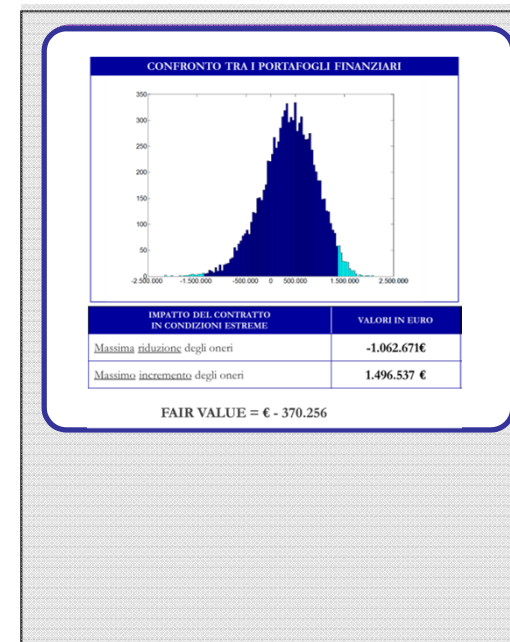 CONFRONTO TRA I PORTAFOGLI FINANZIARI
350
300
250
200
150
100
50
0
-2.500.000 -1.500.000 -500.000 0 500.000 1.500.000 2.500.000
IMPATTO DEL CONTRATTO
IN CONDIZIONI ESTREME
VALORI IN EURO
Massima riduzione degli oneri -1.062.671€
Massimo incremento degli oneri 1.496.537 €
FAIR VALUE = € - 370.256